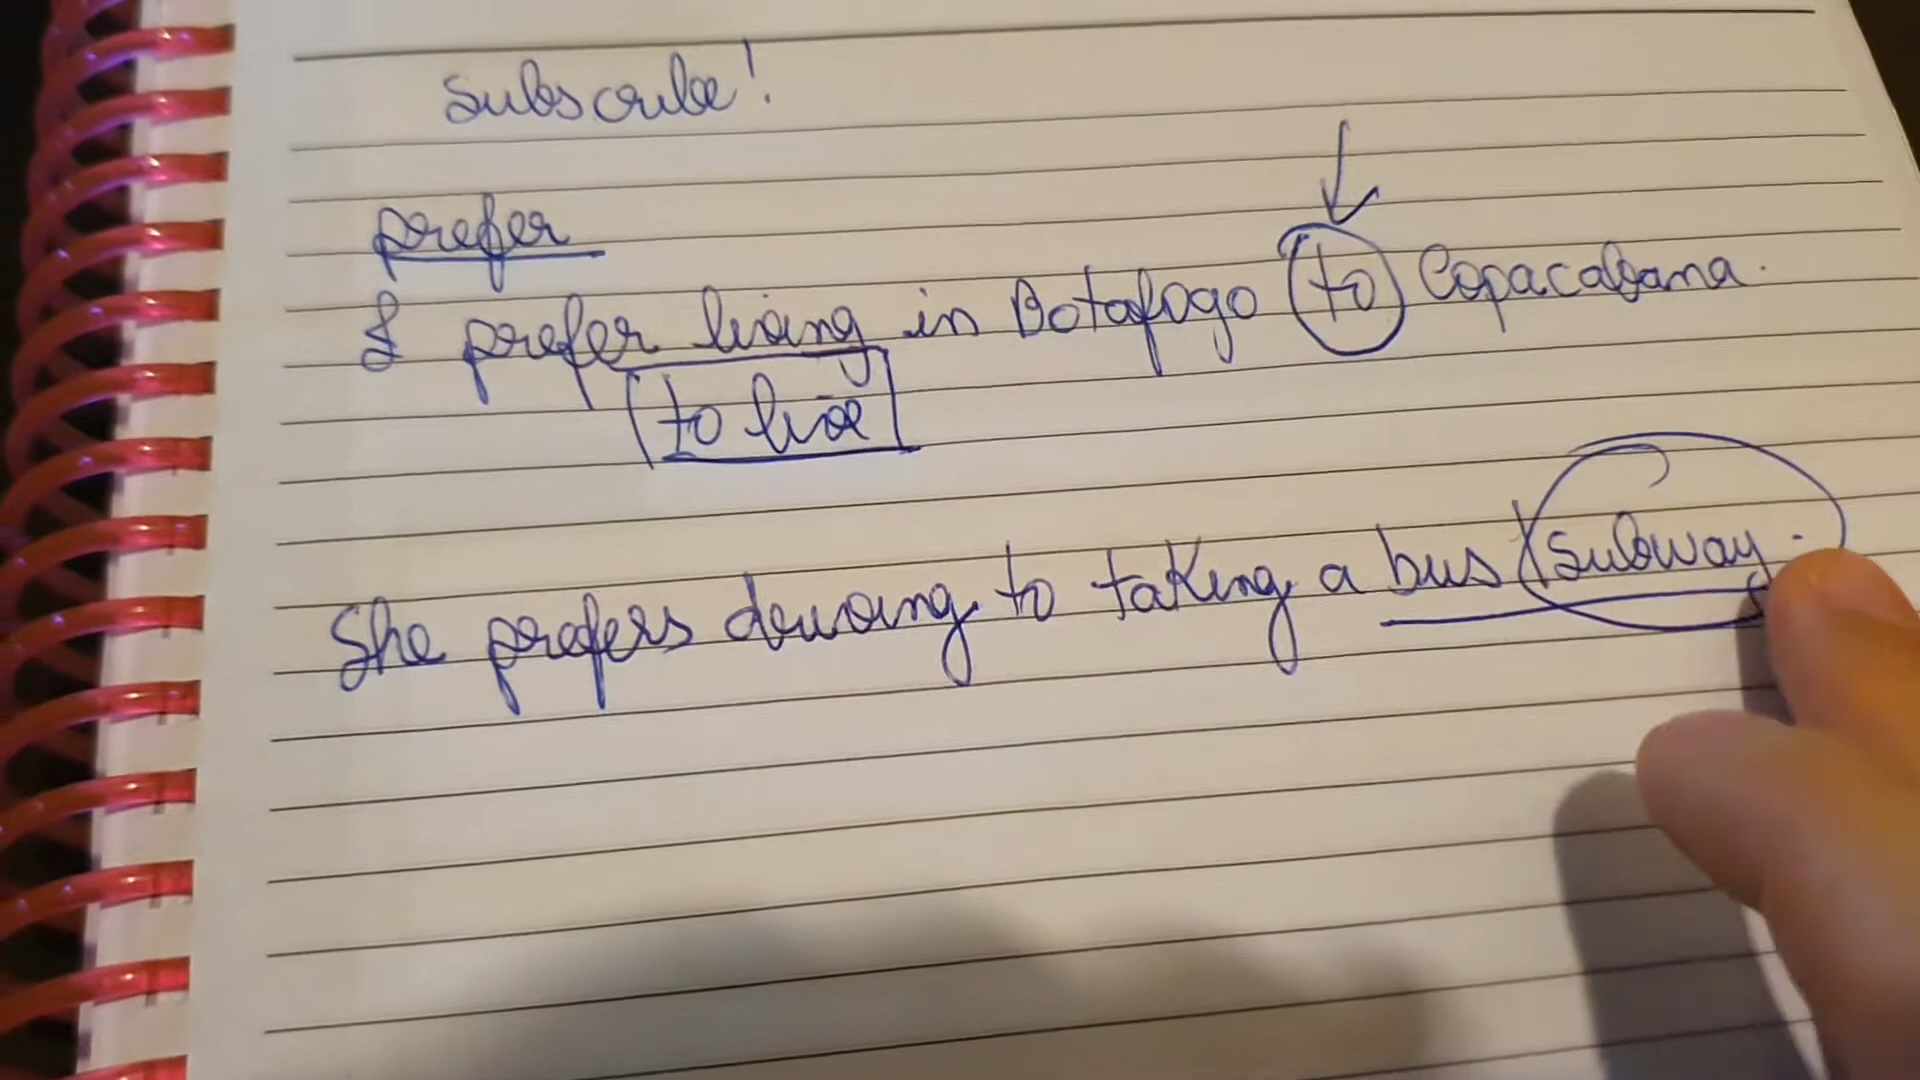 Subscribe!
prefer
I prefer living in Botafogo to Copacabana.
to live
She prefers driving to taking a bus/subway.